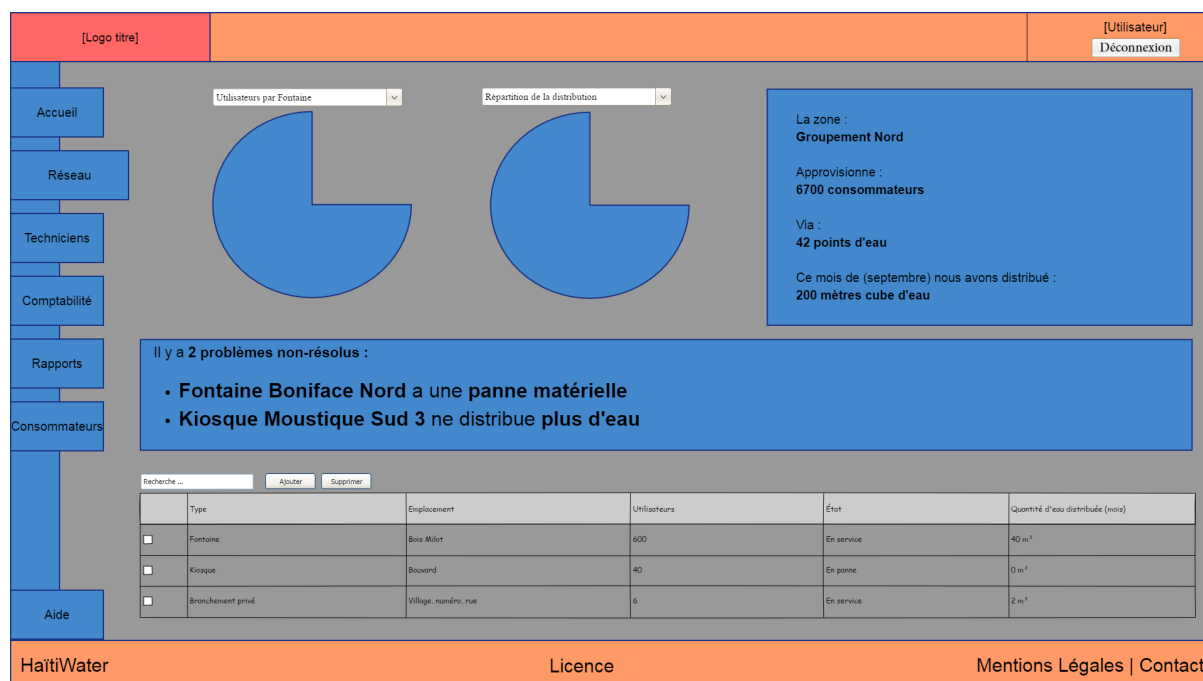 [Logo titre]
[Utilisateur]
Déconnexion
Accueil
Réseau
Techniciens
Comptabilité
Rapports
Consommateurs
Aide
Utilisateurs par Fontaine
Répartition de la distribution
La zone :
Groupement Nord
Approvisionne :
6700 consommateurs
Via :
42 points d'eau
Ce mois de (septembre) nous avons distribué :
200 mètres cube d'eau
Il y a 2 problèmes non-résolus :
• Fontaine Boniface Nord a une panne matérielle
• Kiosque Moustique Sud 3 ne distribue plus d'eau
Recherche ... Ajouter Supprimer
Type Emplacement Utilisateurs État Quantité d'eau distribuée (mois)
Fontaine Bois Milot 600 En service 40 m³
Kiosque Bouvard 40 En panne 0 m³
Branchement privé Village, numéro, rue 6 En service 2 m³
HaïtiWater Licence Mentions Légales | Contact